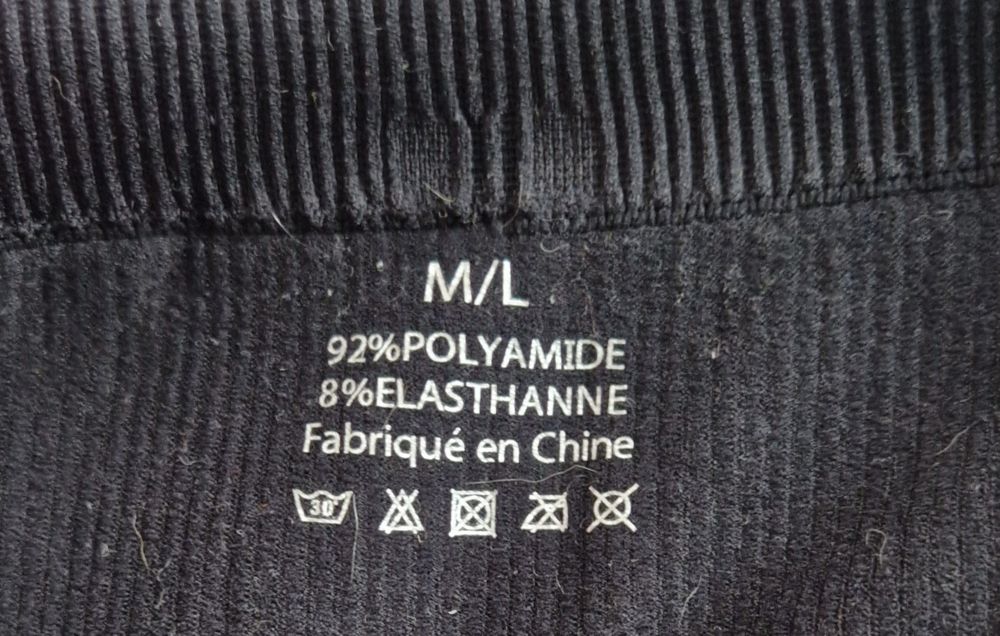 M/L
92%POLYAMIDE
8%ELASTHANNE
Fabriqué en Chine
30°